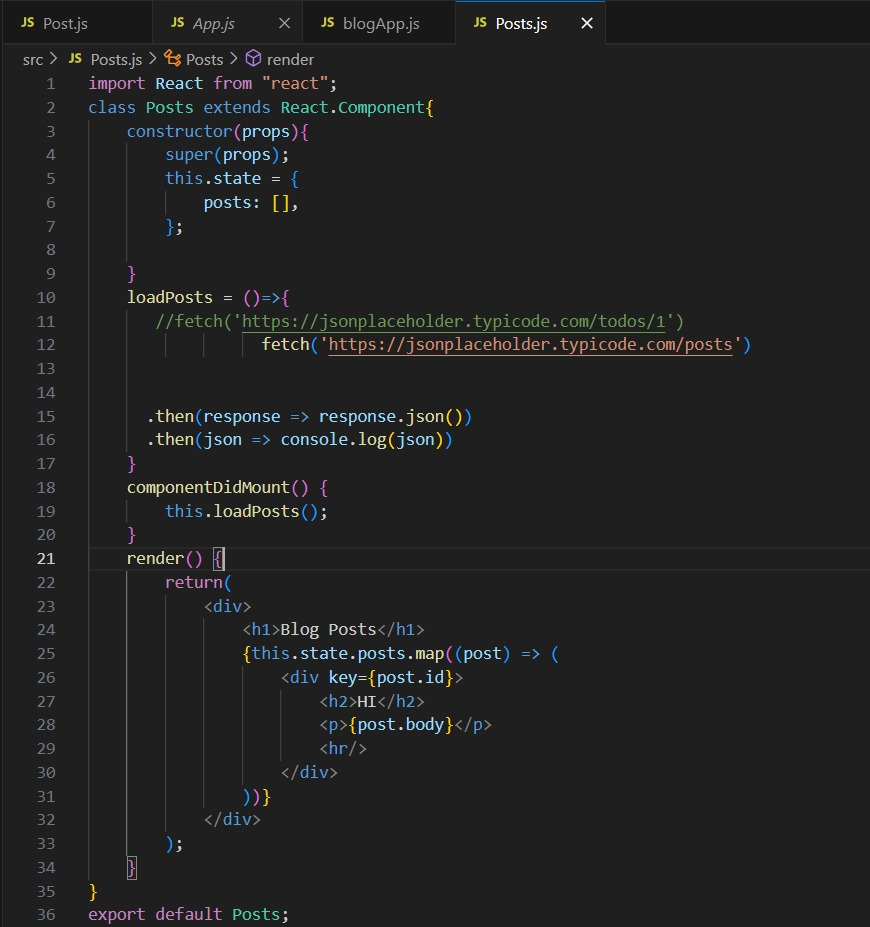 JS Post.js JS App.js × JS blogApp.js JS Posts.js ×
src > JS Posts.js > Posts > render
1 import React from "react";
2 class Posts extends React.Component{
3     constructor(props){
4         super(props);
5         this.state = {
6             posts: [],
7         };
8
9     }
10     loadPosts = ()=>{
11        //fetch('https://jsonplaceholder.typicode.com/todos/1')
12                   fetch('https://jsonplaceholder.typicode.com/posts')
13
14
15       .then(response => response.json())
16       .then(json => console.log(json))
17     }
18     componentDidMount() {
19         this.loadPosts();
20     }
21     render() {
22         return(
23             <div>
24                 <h1>Blog Posts</h1>
25                 {this.state.posts.map((post) => (
26                     <div key={post.id}>
27                         <h2>HI</h2>
28                         <p>{post.body}</p>
29                         <hr/>
30                     </div>
31                 ))}
32             </div>
33         );
34     }
35 }
36 export default Posts;